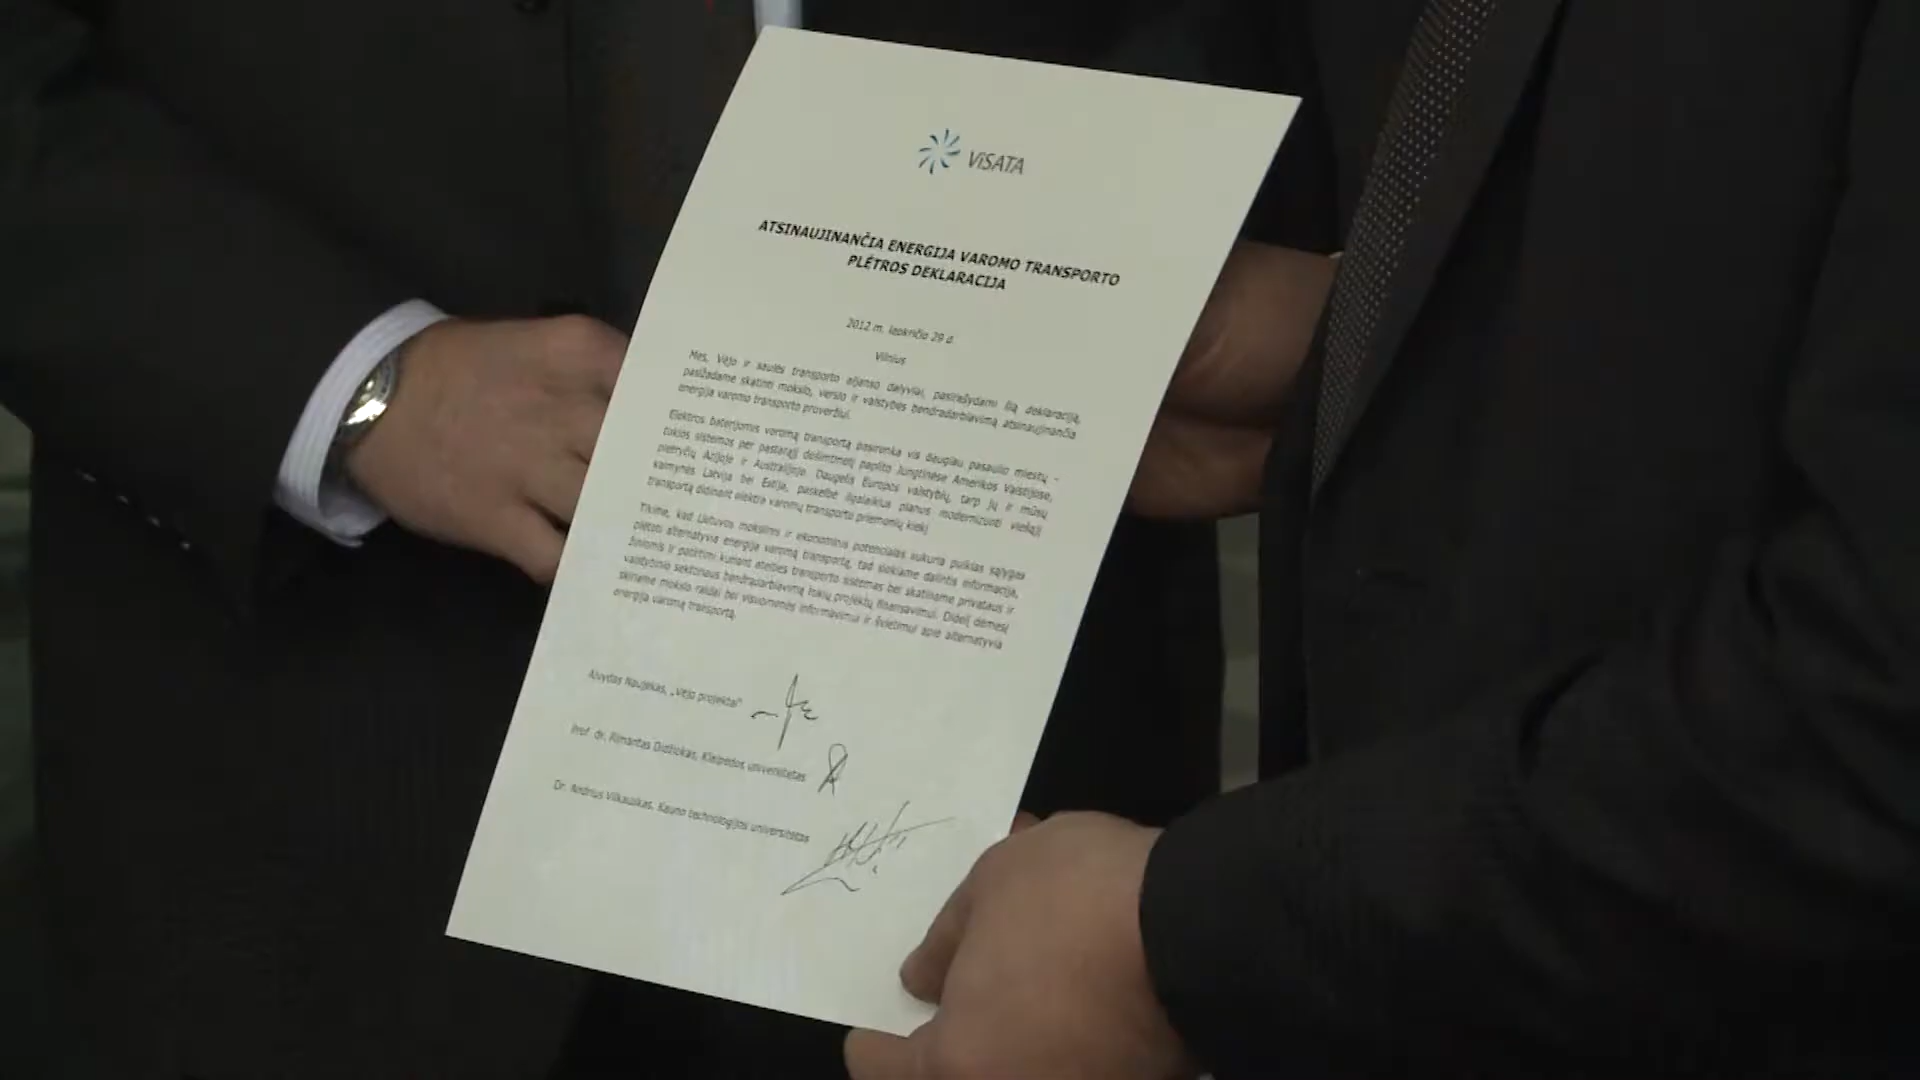 ViSATA
ATSINAUJINANČIA ENERGIJA VAROMO TRANSPORTO
PLĖTROS DEKLARACIJA
2012 m. lapkričio 29 d.
Vilnius
Mes, Vėjo ir saulės transporto aljanso dalyviai, pasirašydami šią deklaraciją,
pasižadame skatinti mokslo, verslo ir valstybės bendradarbiavimą atsinaujinančia
energija varomo transporto proveržiui.
Elektros baterijomis varomą transportą pasirenka vis daugiau pasaulio miestų -
tokios sistemos per pastarąjį dešimtmetį paplito Jungtinėse Amerikos Valstijose,
pietryčių Azijoje ir Australijoje. Daugelis Europos valstybių, tarp jų ir mūsų
kaimynės Latvija bei Estija, paskelbė ilgalaikius planus modernizuoti viešąjį
transportą didinant elektra varomų transporto priemonių kiekį.
Tikime, kad Lietuvos mokslinis ir ekonominis potencialas sukuria puikias sąlygas
plėtoti alternatyvia energija varomą transportą, tad siekiame dalintis informacija,
žiniomis ir patirtimi kuriant ateities transporto sistemas bei skatiname privataus ir
valstybinio sektoriaus bendradarbiavimą tokių projektų finansavimui. Didelį dėmesį
skiriame mokslo raidai bei visuomenės informavimui ir švietimui apie alternatyvia
energija varomą transportą.
Aivydas Naujėkas, „Vėjo projektai"
Prof. dr. Rimantas Didžiokas, Klaipėdos universitetas
Dr. Andrius Vilkauskas, Kauno technologijos universitetas